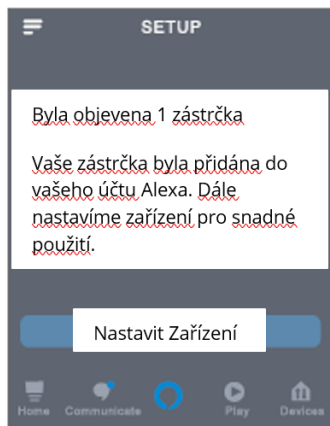 SETUP
Byla objevena 1 zástrčka
Vaše zástrčka byla přidána do
vašeho účtu Alexa. Dále
nastavíme zařízení pro snadné
použití.
Nastavit Zařízení
Home Communicate Play Devices